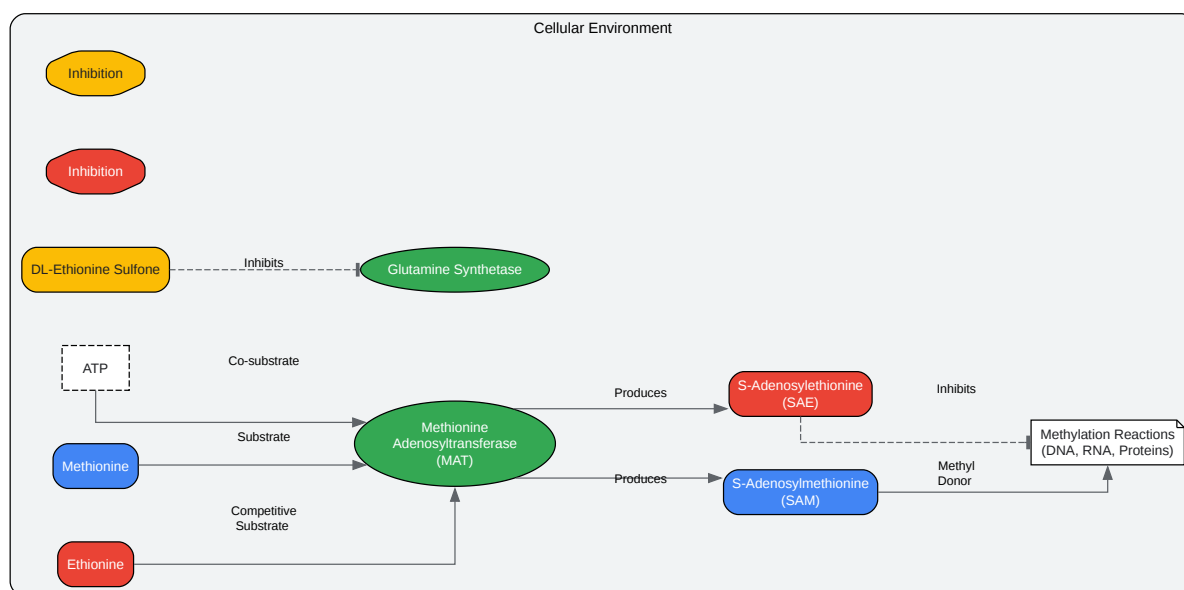 Cellular Environment
Inhibition
Inhibition
DL-Ethionine Sulfone
Inhibits
Glutamine Synthetase
ATP
Co-substrate
Methionine
Substrate
Methionine
Adenosyltransferase
(MAT)
Competitive
Substrate
Ethionine
Produces
S-Adenosylethionine
(SAE)
Inhibits
Produces
S-Adenosylmethionine
(SAM)
Methyl
Donor
Methylation Reactions
(DNA, RNA, Proteins)